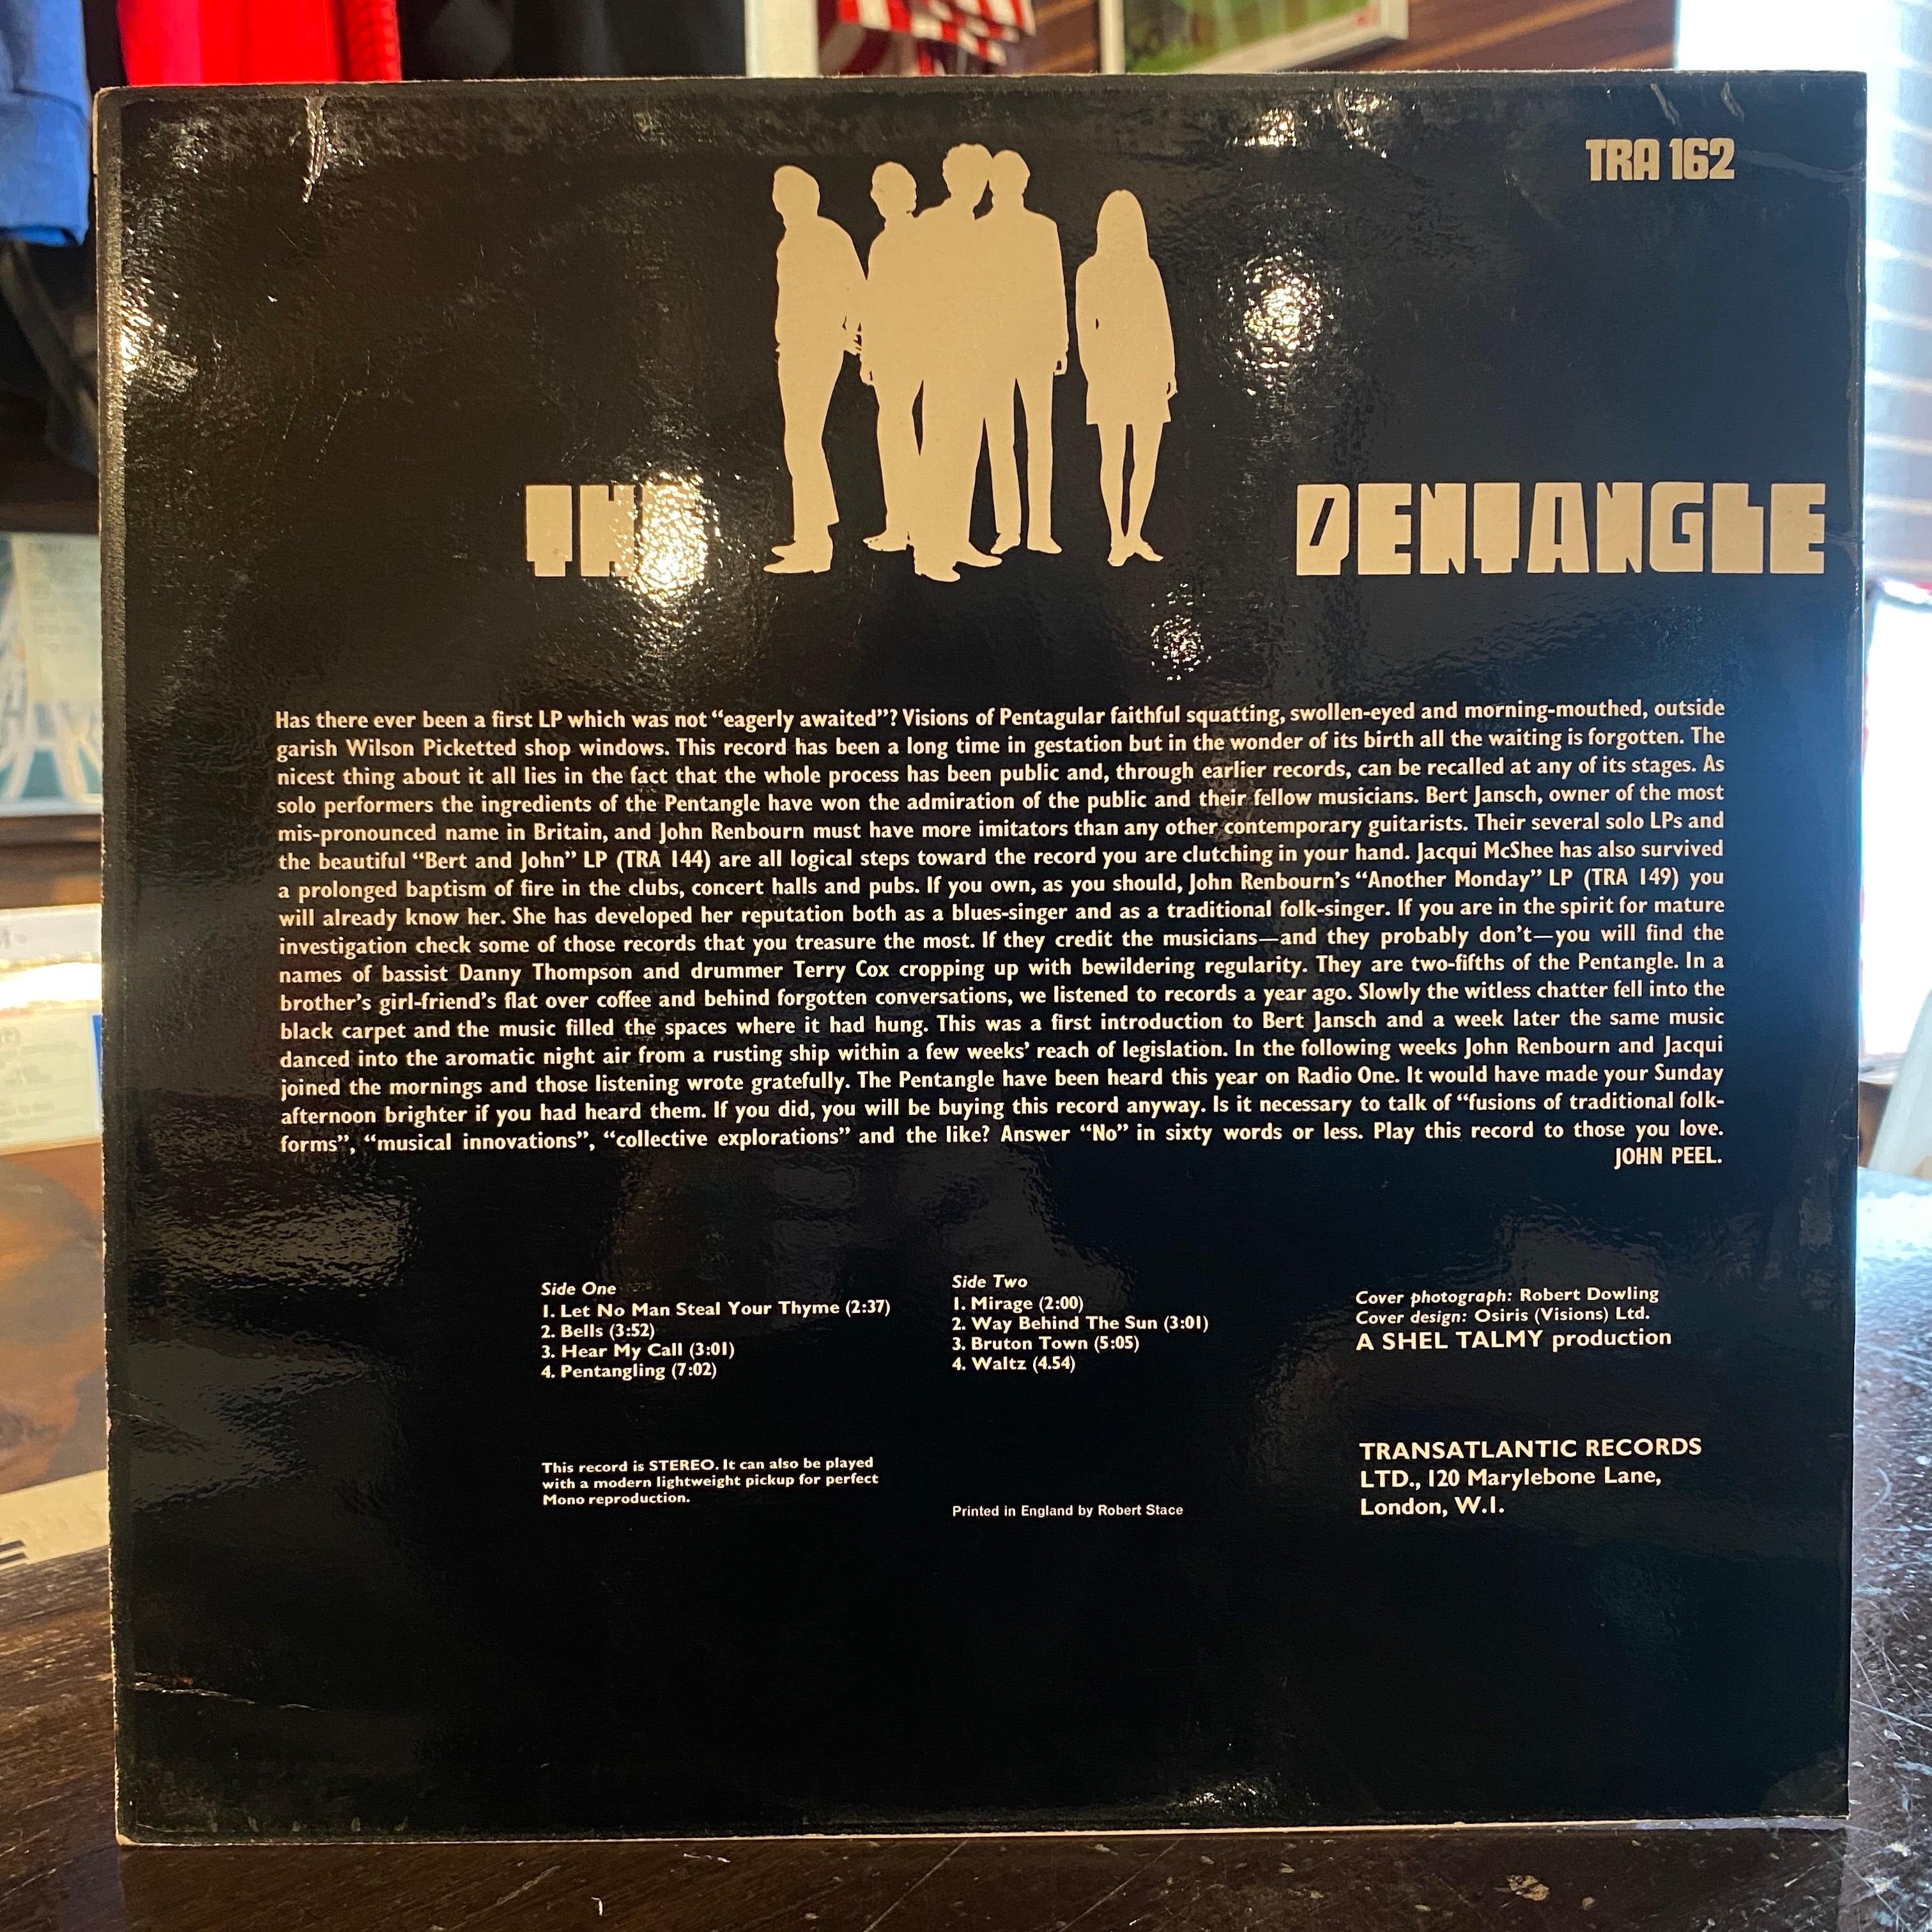 TRA 162
THE PENTANGLE
Has there ever been a first LP which was not “eagerly awaited”? Visions of Pentagular faithful squatting, swollen-eyed and morning-mouthed, outside
garish Wilson Picketted shop windows. This record has been a long time in gestation but in the wonder of its birth all the waiting is forgotten. The
nicest thing about it all lies in the fact that the whole process has been public and, through earlier records, can be recalled at any of its stages. As
solo performers the ingredients of the Pentangle have won the admiration of the public and their fellow musicians. Bert Jansch, owner of the most
mis-pronounced name in Britain, and John Renbourn must have more imitators than any other contemporary guitarists. Their several solo LPs and
the beautiful “Bert and John” LP (TRA 144) are all logical steps toward the record you are clutching in your hand. Jacqui McShee has also survived
a prolonged baptism of fire in the clubs, concert halls and pubs. If you own, as you should, John Renbourn’s “Another Monday” LP (TRA 149) you
will already know her. She has developed her reputation both as a blues-singer and as a traditional folk-singer. If you are in the spirit for mature
investigation check some of those records that you treasure the most. If they credit the musicians—and they probably don’t—you will find the
names of bassist Danny Thompson and drummer Terry Cox cropping up with bewildering regularity. They are two-fifths of the Pentangle. In a
brother’s girl-friend’s flat over coffee and behind forgotten conversations, we listened to records a year ago. Slowly the witless chatter fell into the
black carpet and the music filled the spaces where it had hung. This was a first introduction to Bert Jansch and a week later the same music
danced into the aromatic night air from a rusting ship within a few weeks’ reach of legislation. In the following weeks John Renbourn and Jacqui
joined the mornings and those listening wrote gratefully. The Pentangle have been heard this year on Radio One. It would have made your Sunday
afternoon brighter if you had heard them. If you did, you will be buying this record anyway. Is it necessary to talk of “fusions of traditional folk-
forms”, “musical innovations”, “collective explorations” and the like? Answer “No” in sixty words or less. Play this record to those you love.
JOHN PEEL.
Side One
1. Let No Man Steal Your Thyme (2:37)
2. Bells (3:52)
3. Hear My Call (3:01)
4. Pentangling (7:02)
Side Two
1. Mirage (2:00)
2. Way Behind The Sun (3:01)
3. Bruton Town (5:05)
4. Waltz (4.54)
Cover photograph: Robert Dowling
Cover design: Osiris (Visions) Ltd.
A SHEL TALMY production
This record is STEREO. It can also be played
with a modern lightweight pickup for perfect
Mono reproduction.
Printed in England by Robert Stace
TRANSATLANTIC RECORDS
LTD., 120 Marylebone Lane,
London, W.1.